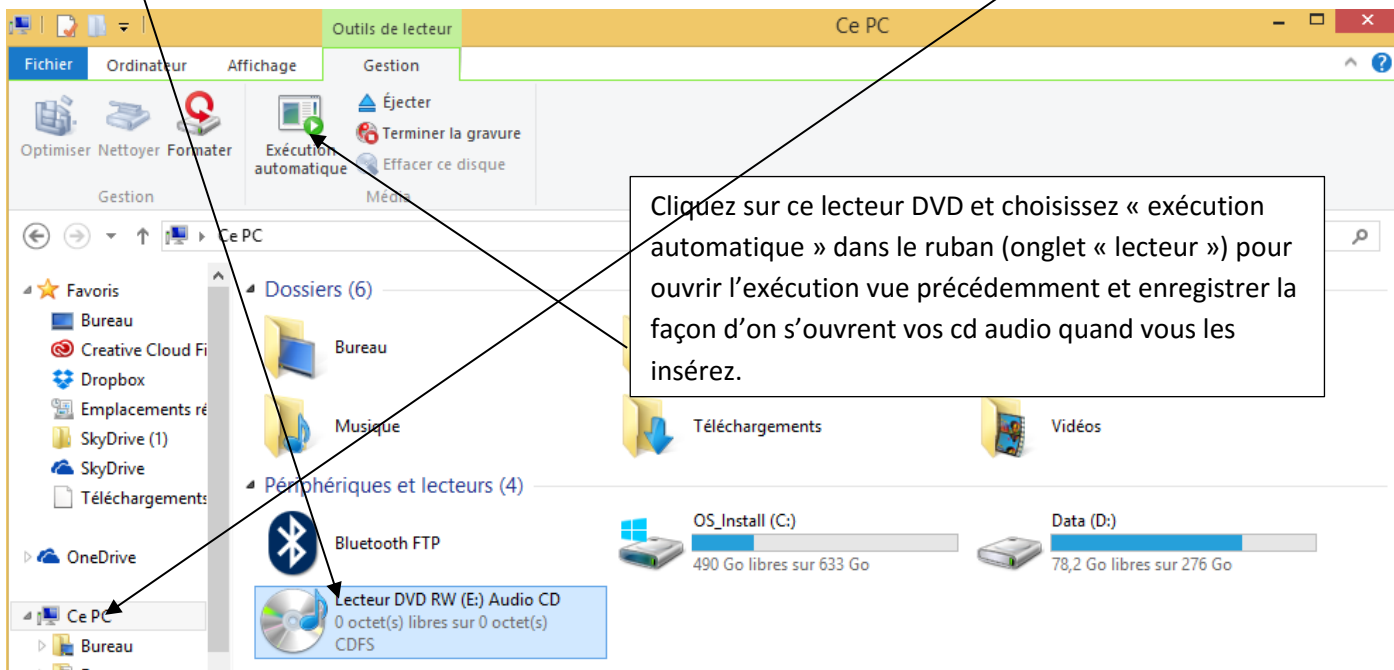 Outils de lecteur
Ce PC
Fichier Ordinateur Affichage Gestion
Éjecter
Terminer la gravure
Optimiser Nettoyer Formater Exécution automatique Effacer ce disque
Gestion Média
Ce PC
Cliquez sur ce lecteur DVD et choisissez « exécution
automatique » dans le ruban (onglet « lecteur ») pour
ouvrir l’exécution vue précédemment et enregistrer la
façon d’on s’ouvrent vos cd audio quand vous les
insérez.
Favoris
Bureau
Creative Cloud Fi
Dropbox
Emplacements ré
SkyDrive (1)
SkyDrive
Téléchargements
OneDrive
Ce PC
Bureau
Dossiers (6)
Bureau
Musique Téléchargements Vidéos
Périphériques et lecteurs (4)
Bluetooth FTP
OS_Install (C:)
490 Go libres sur 633 Go
Data (D:)
78,2 Go libres sur 276 Go
Lecteur DVD RW (E:) Audio CD
0 octet(s) libres sur 0 octet(s)
CDFS